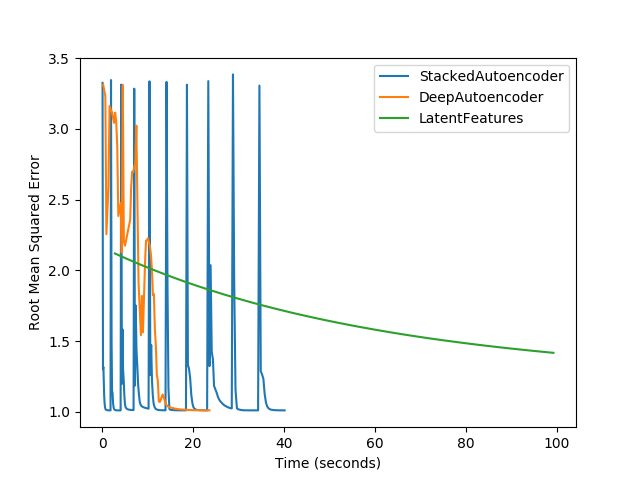 3.5
3.0
2.5
2.0
1.5
1.0
Root Mean Squared Error
StackedAutoencoder
DeepAutoencoder
LatentFeatures
0 20 40 60 80 100
Time (seconds)